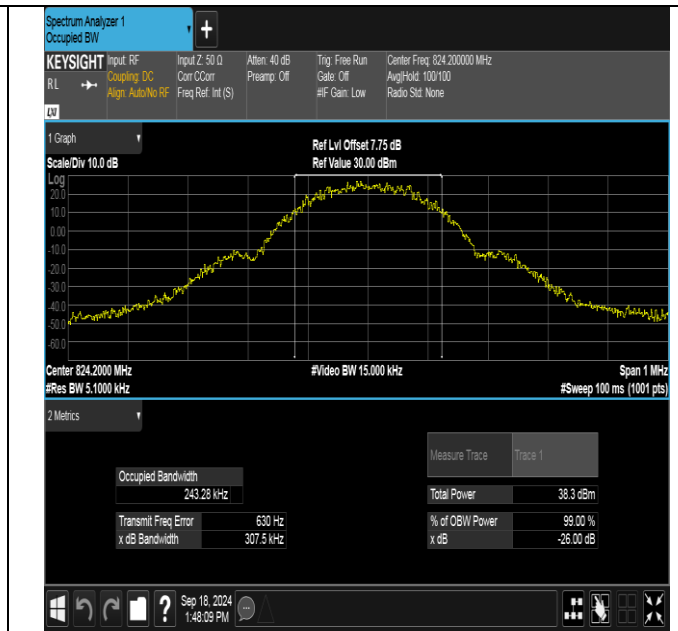 Spectrum Analyzer 1
Occupied BW
+
KEYSIGHT
RL
LXI
Input: RF
Coupling: DC
Align: Auto/No RF
Input Z: 50 Ω
Corr CCorr
Freq Ref: Int (S)
Atten: 40 dB
Preamp: Off
Trig: Free Run
Gate: Off
#IF Gain: Low
Center Freq: 824.200000 MHz
Avg|Hold: 100/100
Radio Std: None
1 Graph
Scale/Div 10.0 dB
Ref Lvl Offset 7.75 dB
Ref Value 30.00 dBm
Log
20.0
10.0
0.00
-10.0
-20.0
-30.0
-40.0
-50.0
-60.0
Center 824.2000 MHz
#Video BW 15.000 kHz
Span 1 MHz
#Res BW 5.1000 kHz
#Sweep 100 ms (1001 pts)
2 Metrics
Measure Trace
Trace 1
Occupied Bandwidth
243.28 kHz
Total Power
38.3 dBm
Transmit Freq Error
630 Hz
% of OBW Power
99.00 %
x dB Bandwidth
307.5 kHz
x dB
-26.00 dB
?
Sep 18, 2024
1:48:09 PM